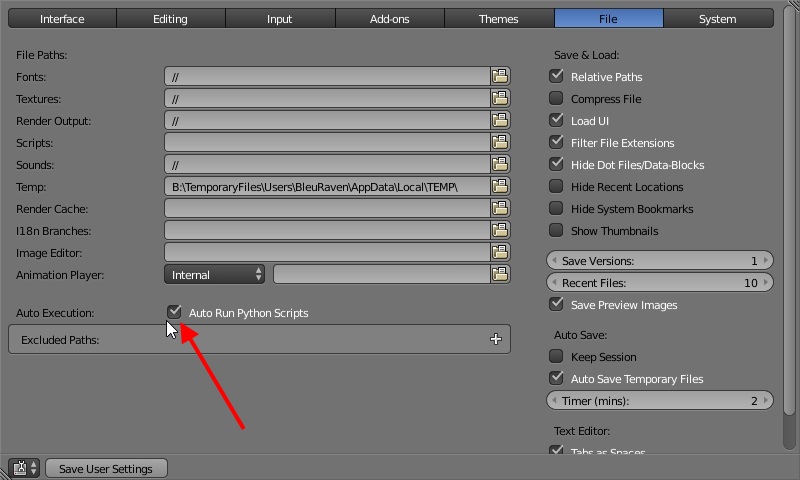 Interface Editing Input Add-ons Themes File System
File Paths:
Fonts: //
Textures: //
Render Output: //
Scripts:
Sounds: //
Temp: B:\TemporaryFiles\Users\BleuRaven\AppData\Local\TEMP\
Render Cache:
I18n Branches:
Image Editor:
Animation Player: Internal
Auto Execution: Auto Run Python Scripts
Excluded Paths:
Save & Load:
Relative Paths
Compress File
Load UI
Filter File Extensions
Hide Dot Files/Data-Blocks
Hide Recent Locations
Hide System Bookmarks
Show Thumbnails
Save Versions: 1
Recent Files: 10
Save Preview Images
Auto Save:
Keep Session
Auto Save Temporary Files
Timer (mins): 2
Text Editor:
Tabs as Spaces
Save User Settings